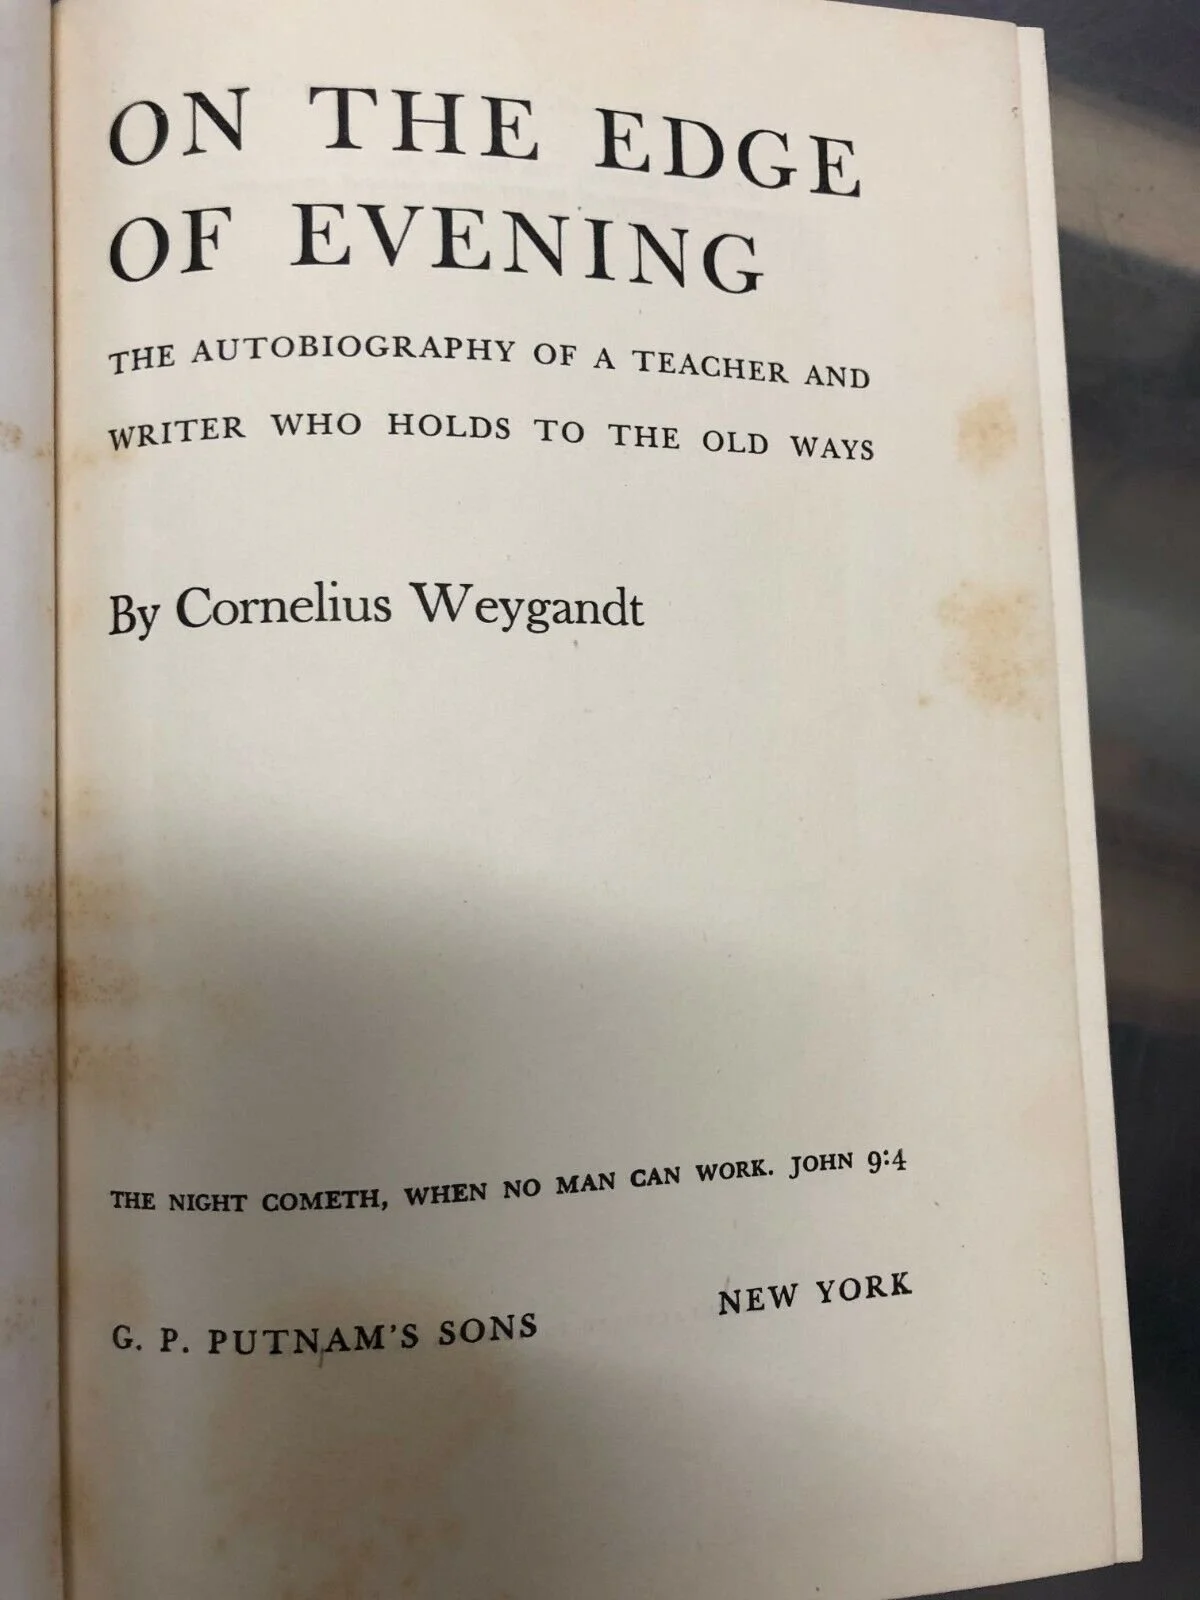 ON THE EDGE
OF EVENING
THE AUTOBIOGRAPHY OF A TEACHER AND
WRITER WHO HOLDS TO THE OLD WAYS
By Cornelius Weygandt
THE NIGHT COMETH, WHEN NO MAN CAN WORK. JOHN 9:4
G. P. PUTNAM'S SONS NEW YORK